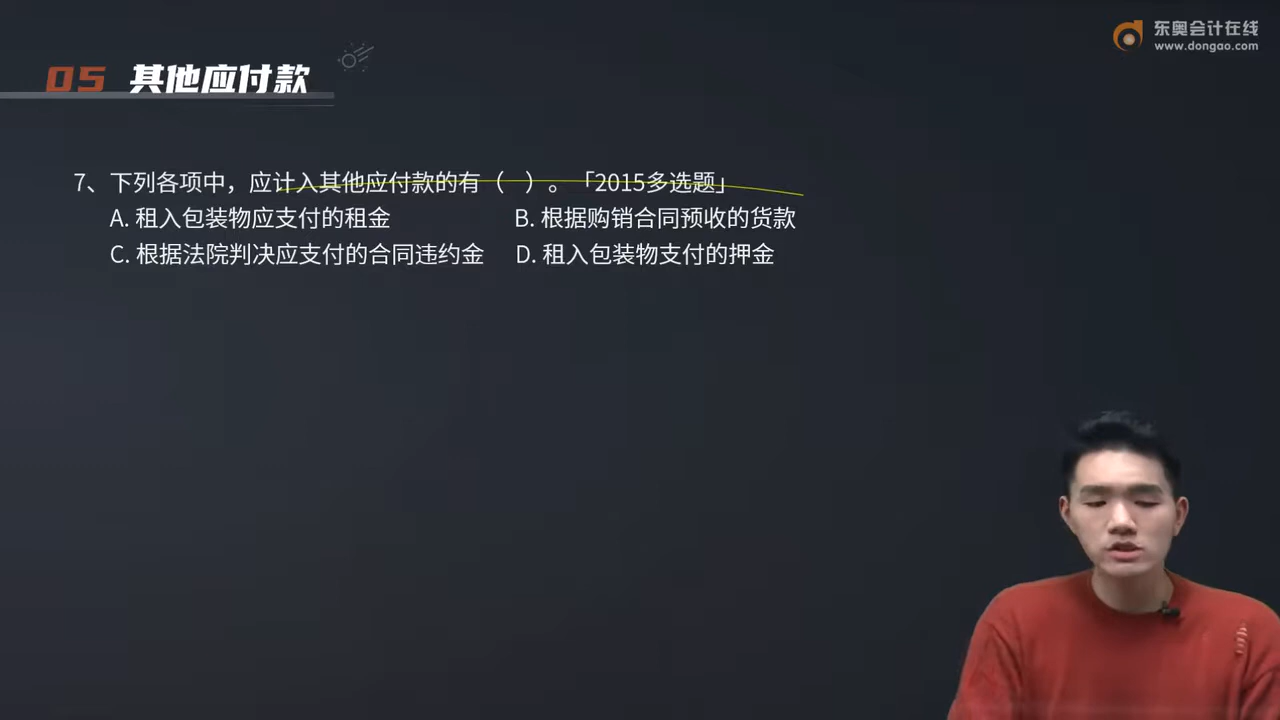 东奥会计在线
www.dongao.com
05 其他应付款
7、下列各项中，应计入其他应付款的有（ ）。「2015多选题」
A. 租入包装物应支付的租金 B. 根据购销合同预收的货款
C. 根据法院判决应支付的合同违约金 D. 租入包装物支付的押金